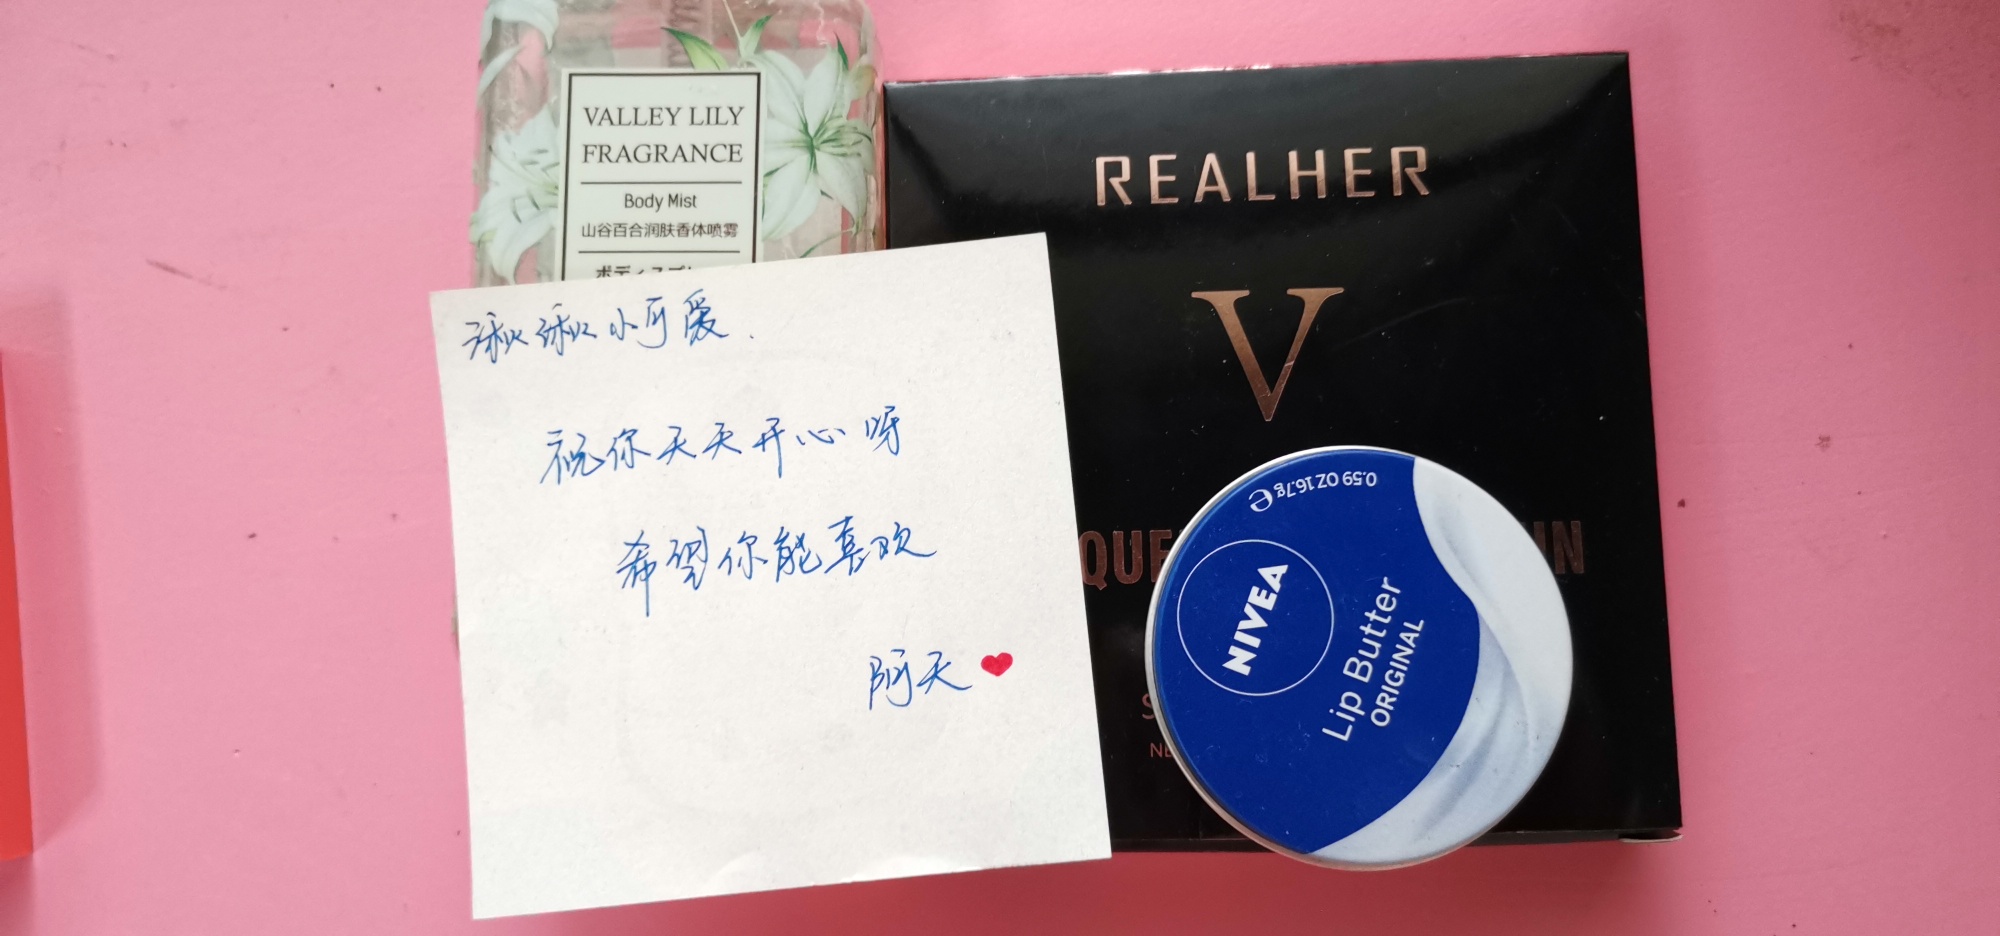 VALLEY LILY
FRAGRANCE
Body Mist
山谷百合润肤香体喷雾
REALHER
V
湫湫小可爱.
祝你天天开心呀
希望你能喜欢
阿天
0.59 OZ 16.7g e
NIVEA
Lip Butter
ORIGINAL